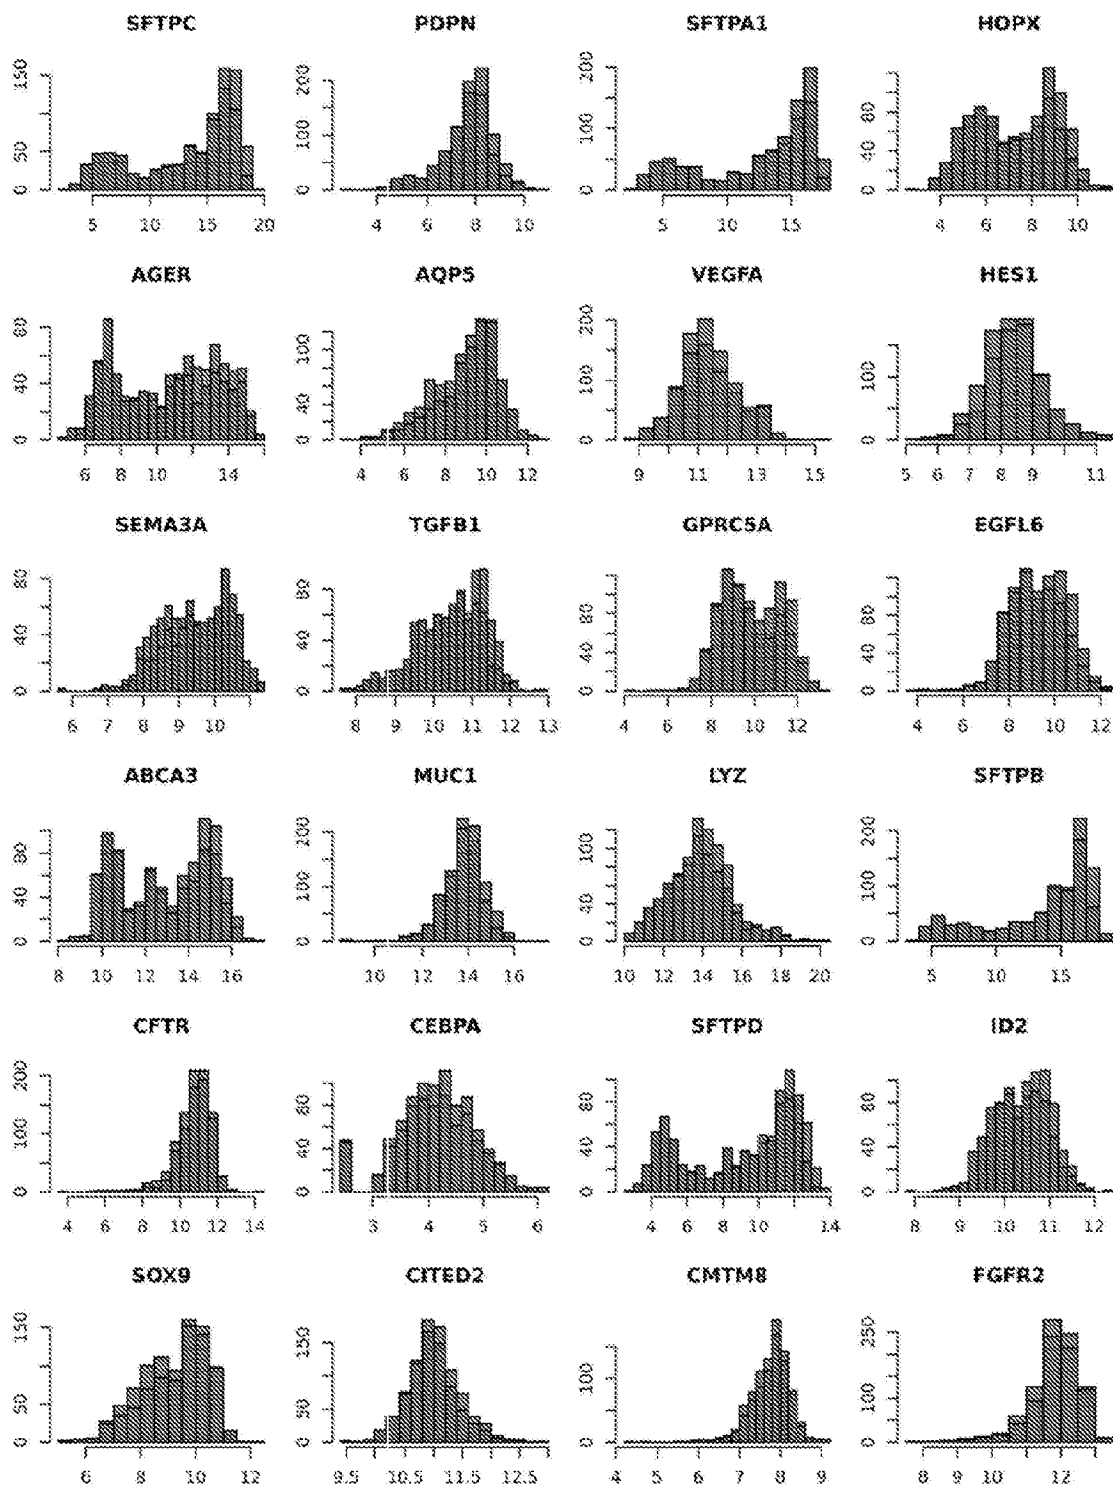 SFTPC PDPN SFTPA1 HOPX
150 200 200 80
50 100 100 40
0 0 0 0
5 10 15 20 4 6 8 10 5 10 15 4 6 8 10
AGER AQP5 VEGFA HES1
80 100 200 100
40 40 100 0
0 0 0
6 8 10 14 4 6 8 10 12 9 11 13 15 5 6 7 8 9 11
SEMA3A TGFB1 GPRC5A EGFL6
80 80 80 80
40 40 40 40
0 0 0 0
6 7 8 9 10 8 9 10 11 12 13 4 6 8 10 12 4 6 8 10 12
ABCA3 MUC1 LYZ SFTPB
80 200 100 200
40 100 40 100
0 0 0 0
8 10 12 14 16 10 12 14 16 10 12 14 16 20 5 10 15
CFTR CEBPA SFTPD ID2
200 80 80 80
100 40 40 40
0 0 0 0
4 6 8 10 12 14 3 4 5 6 4 6 8 10 14 8 9 10 11 12
SOX9 CITED2 CMTM8 FGFR2
150 150 100 250
50 50 0 100
0 0 0
6 8 10 12 9.5 10.5 11.5 12.5 4 5 6 7 8 9 8 9 10 12